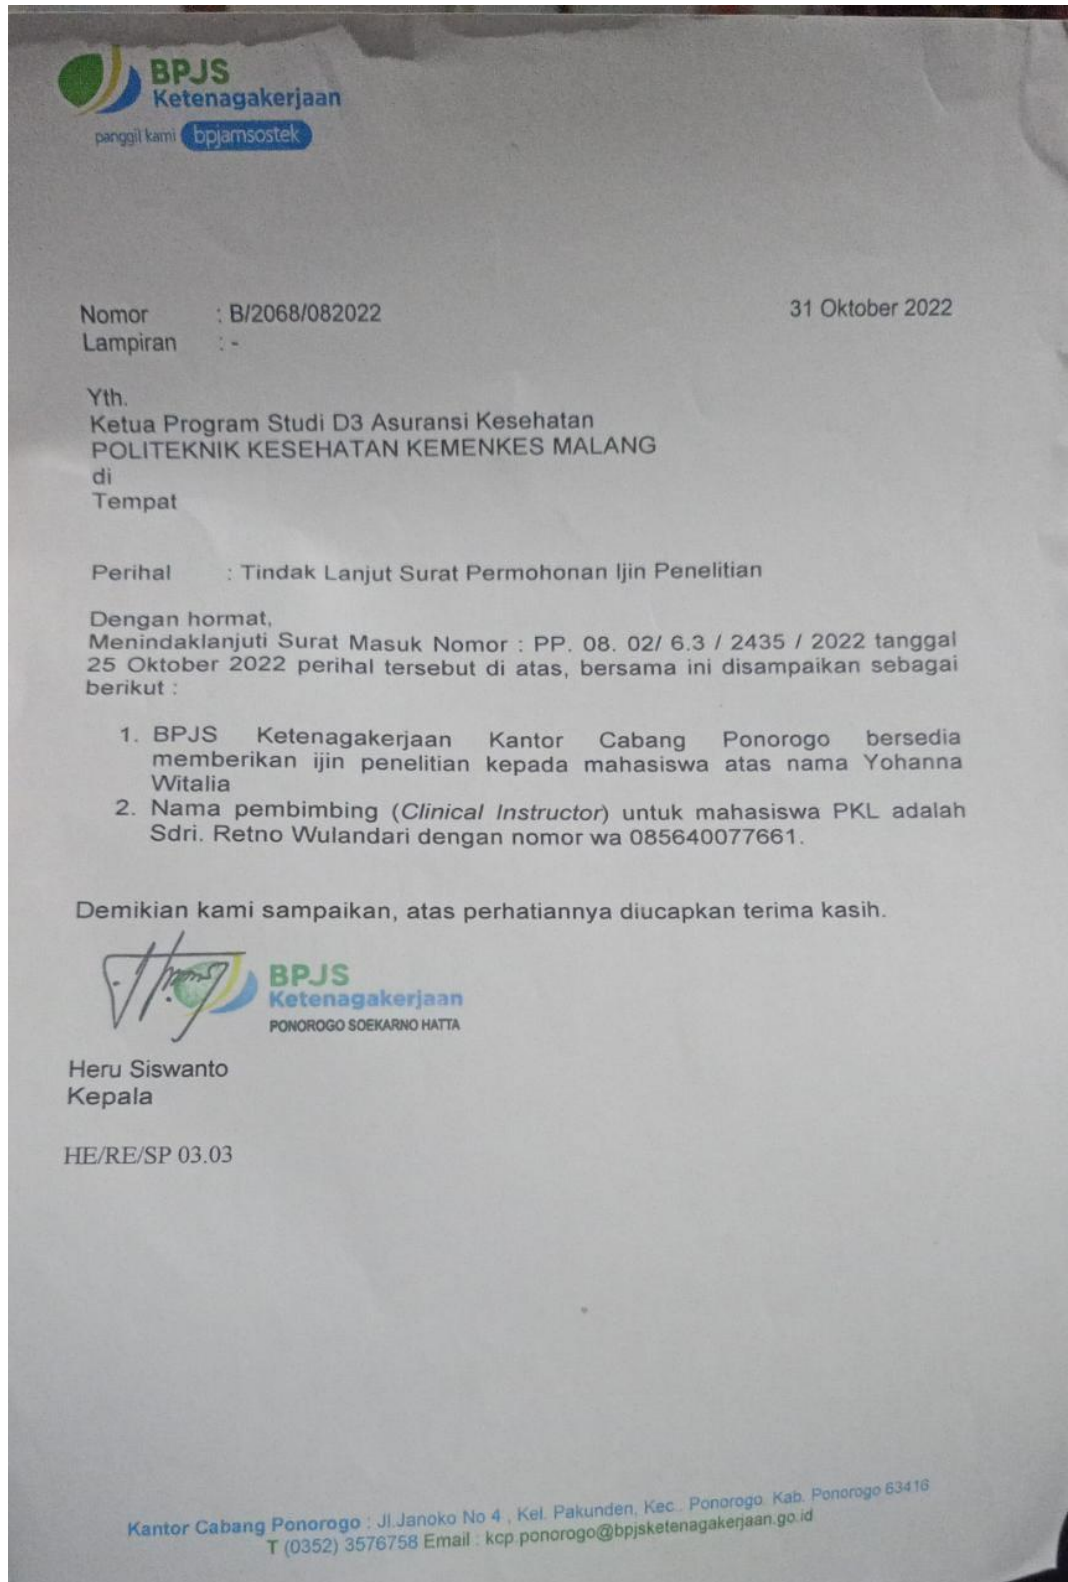 BPJS
Ketenagakerjaan
panggil kami bpjamsostek
Nomor : B/2068/082022 31 Oktober 2022
Lampiran : -
Yth.
Ketua Program Studi D3 Asuransi Kesehatan
POLITEKNIK KESEHATAN KEMENKES MALANG
di
Tempat
Perihal : Tindak Lanjut Surat Permohonan Ijin Penelitian
Dengan hormat,
Menindaklanjuti Surat Masuk Nomor : PP. 08. 02/ 6.3 / 2435 / 2022 tanggal
25 Oktober 2022 perihal tersebut di atas, bersama ini disampaikan sebagai
berikut :
1. BPJS Ketenagakerjaan Kantor Cabang Ponorogo bersedia
memberikan ijin penelitian kepada mahasiswa atas nama Yohanna
Witalia
2. Nama pembimbing (Clinical Instructor) untuk mahasiswa PKL adalah
Sdri. Retno Wulandari dengan nomor wa 085640077661.
Demikian kami sampaikan, atas perhatiannya diucapkan terima kasih.
BPJS
Ketenagakerjaan
PONOROGO SOEKARNO HATTA
Heru Siswanto
Kepala
HE/RE/SP 03.03
Kantor Cabang Ponorogo : Jl.Janoko No 4 , Kel. Pakunden, Kec.. Ponorogo. Kab. Ponorogo 63416
T (0352) 3576758 Email : kcp.ponorogo@bpjsketenagakerjaan.go.id